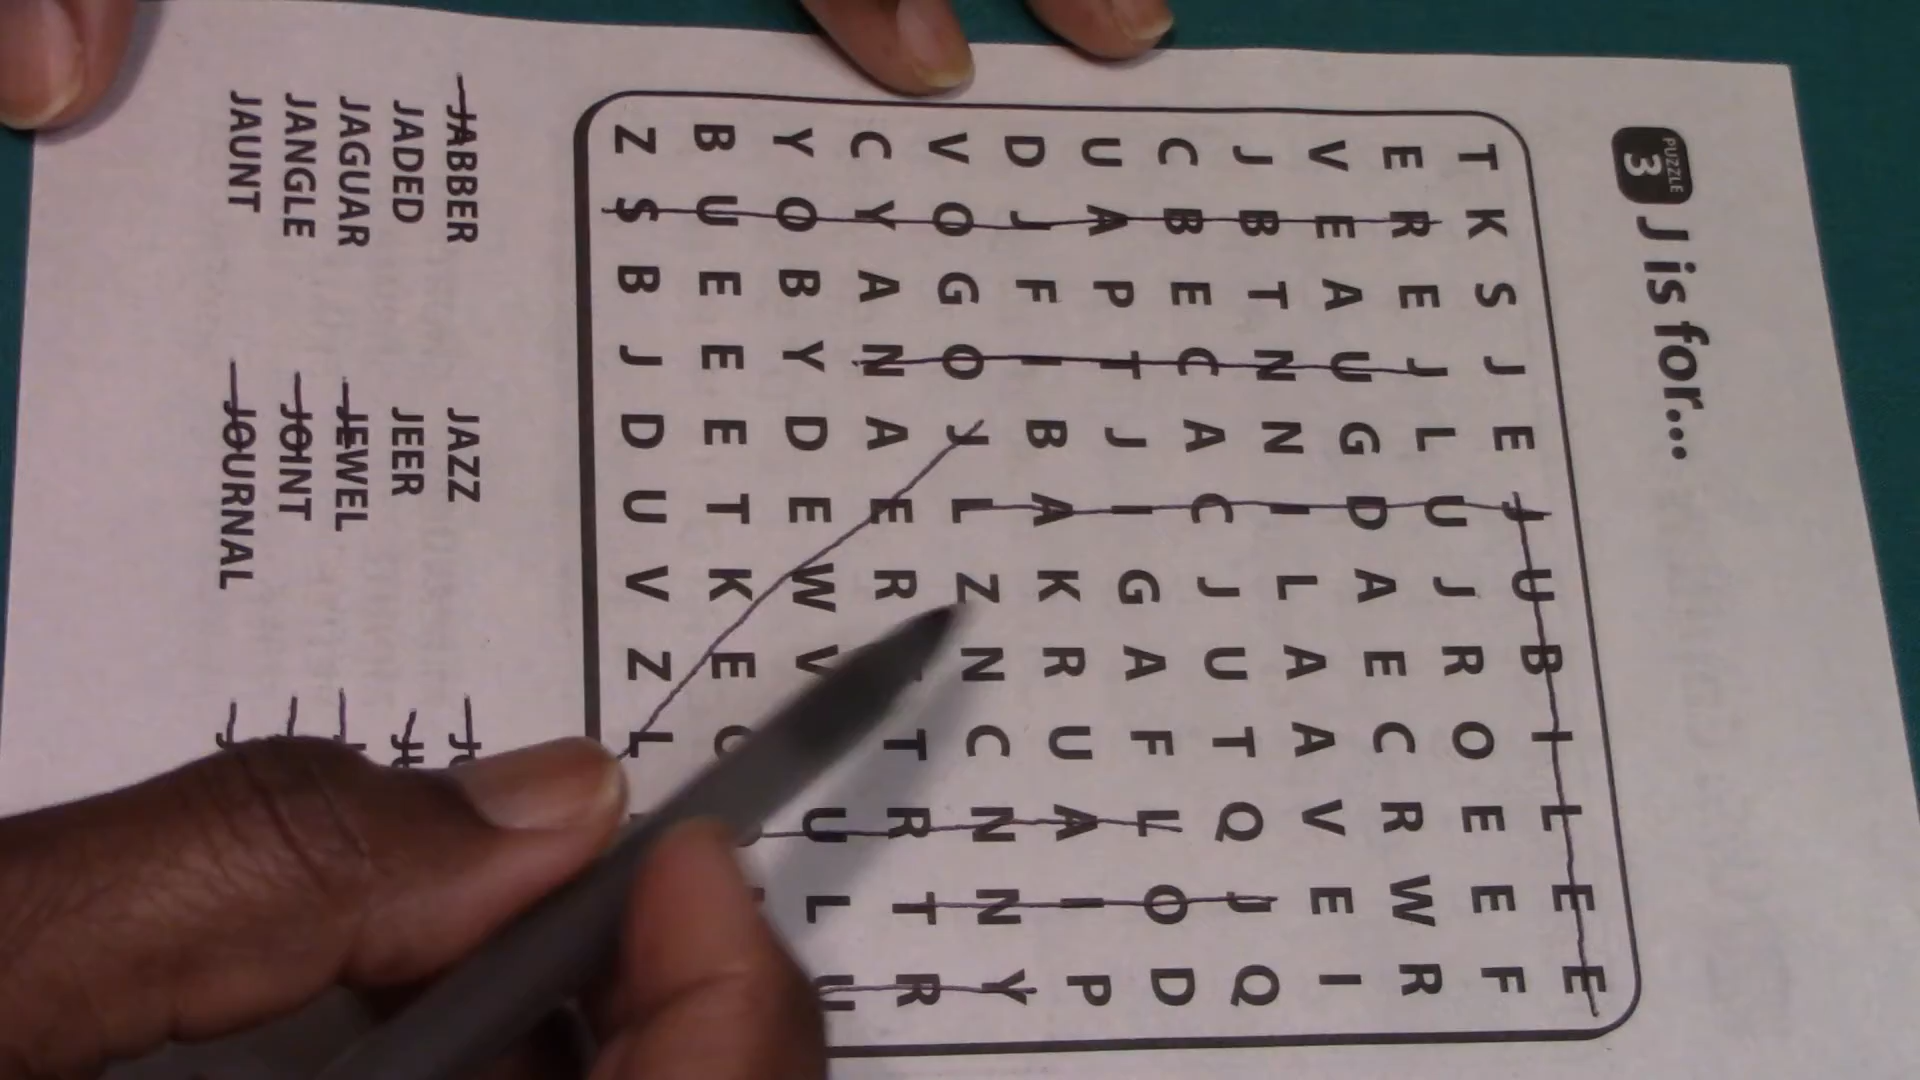 PUZZLE 3 J is for...
T K S J E J U B I L E E
E R E J L U J R O E E F
V E A U G D A E C R W R
J B T N N I L A A V E I
C B E C A C J U T Q J Q
U A P T J I G A F L O D
D J F I B A K R U A I P
V O G O J L Z N C N N Y
C Y A N A E R T R T R
Y O B Y D E W V U L U
B U E E E T K E
Z S B J D U V Z L
JABBER
JADED
JAGUAR
JANGLE
JAUNT
JAZZ
JEER
JEWEL
JOINT
JOURNAL